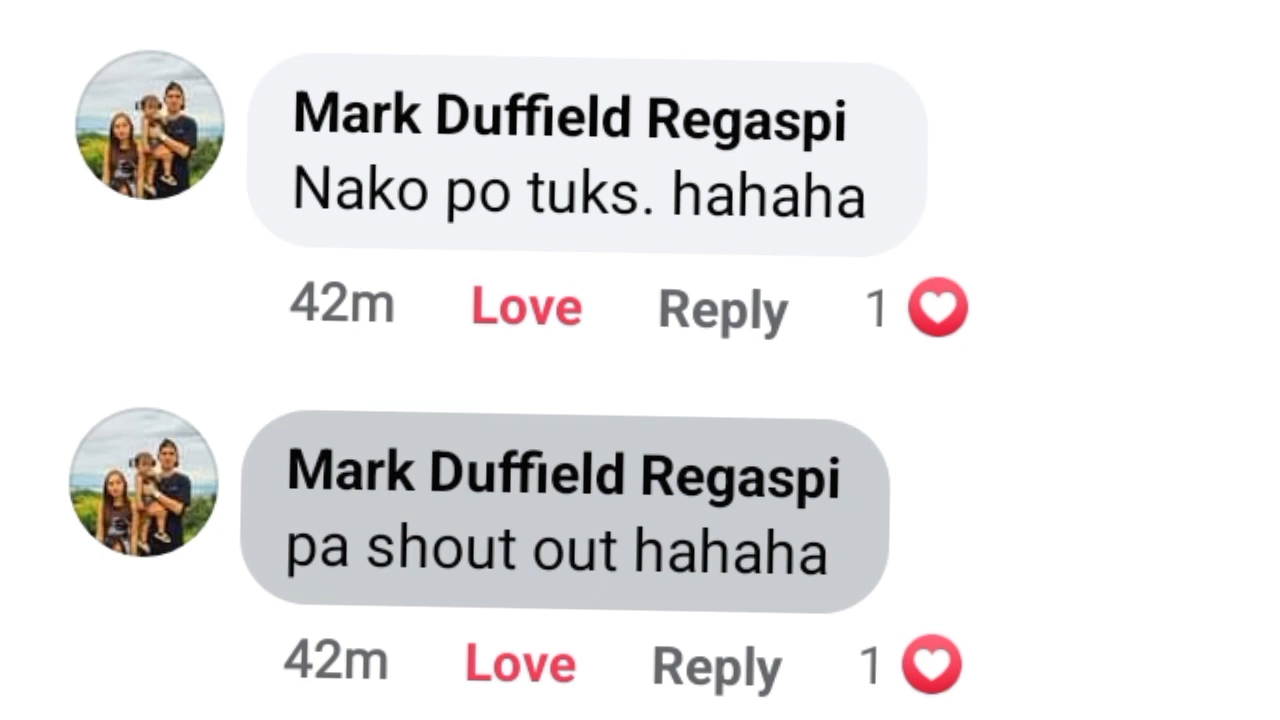 Mark Duffield Regaspi
Nako po tuks. hahaha
42m Love Reply 1
Mark Duffield Regaspi
pa shout out hahaha
42m Love Reply 1